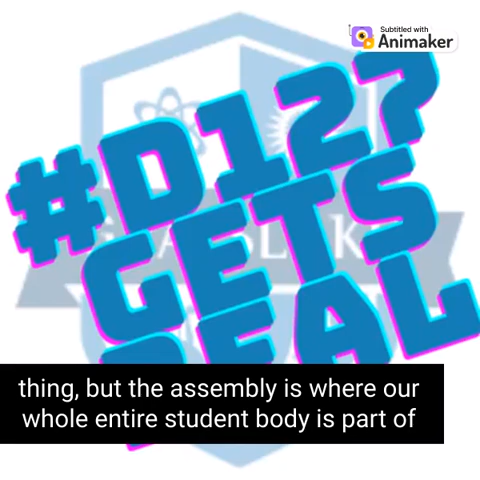 Subtitled with
Animaker
#D127
GETS
REAL
thing, but the assembly is where our
whole entire student body is part of